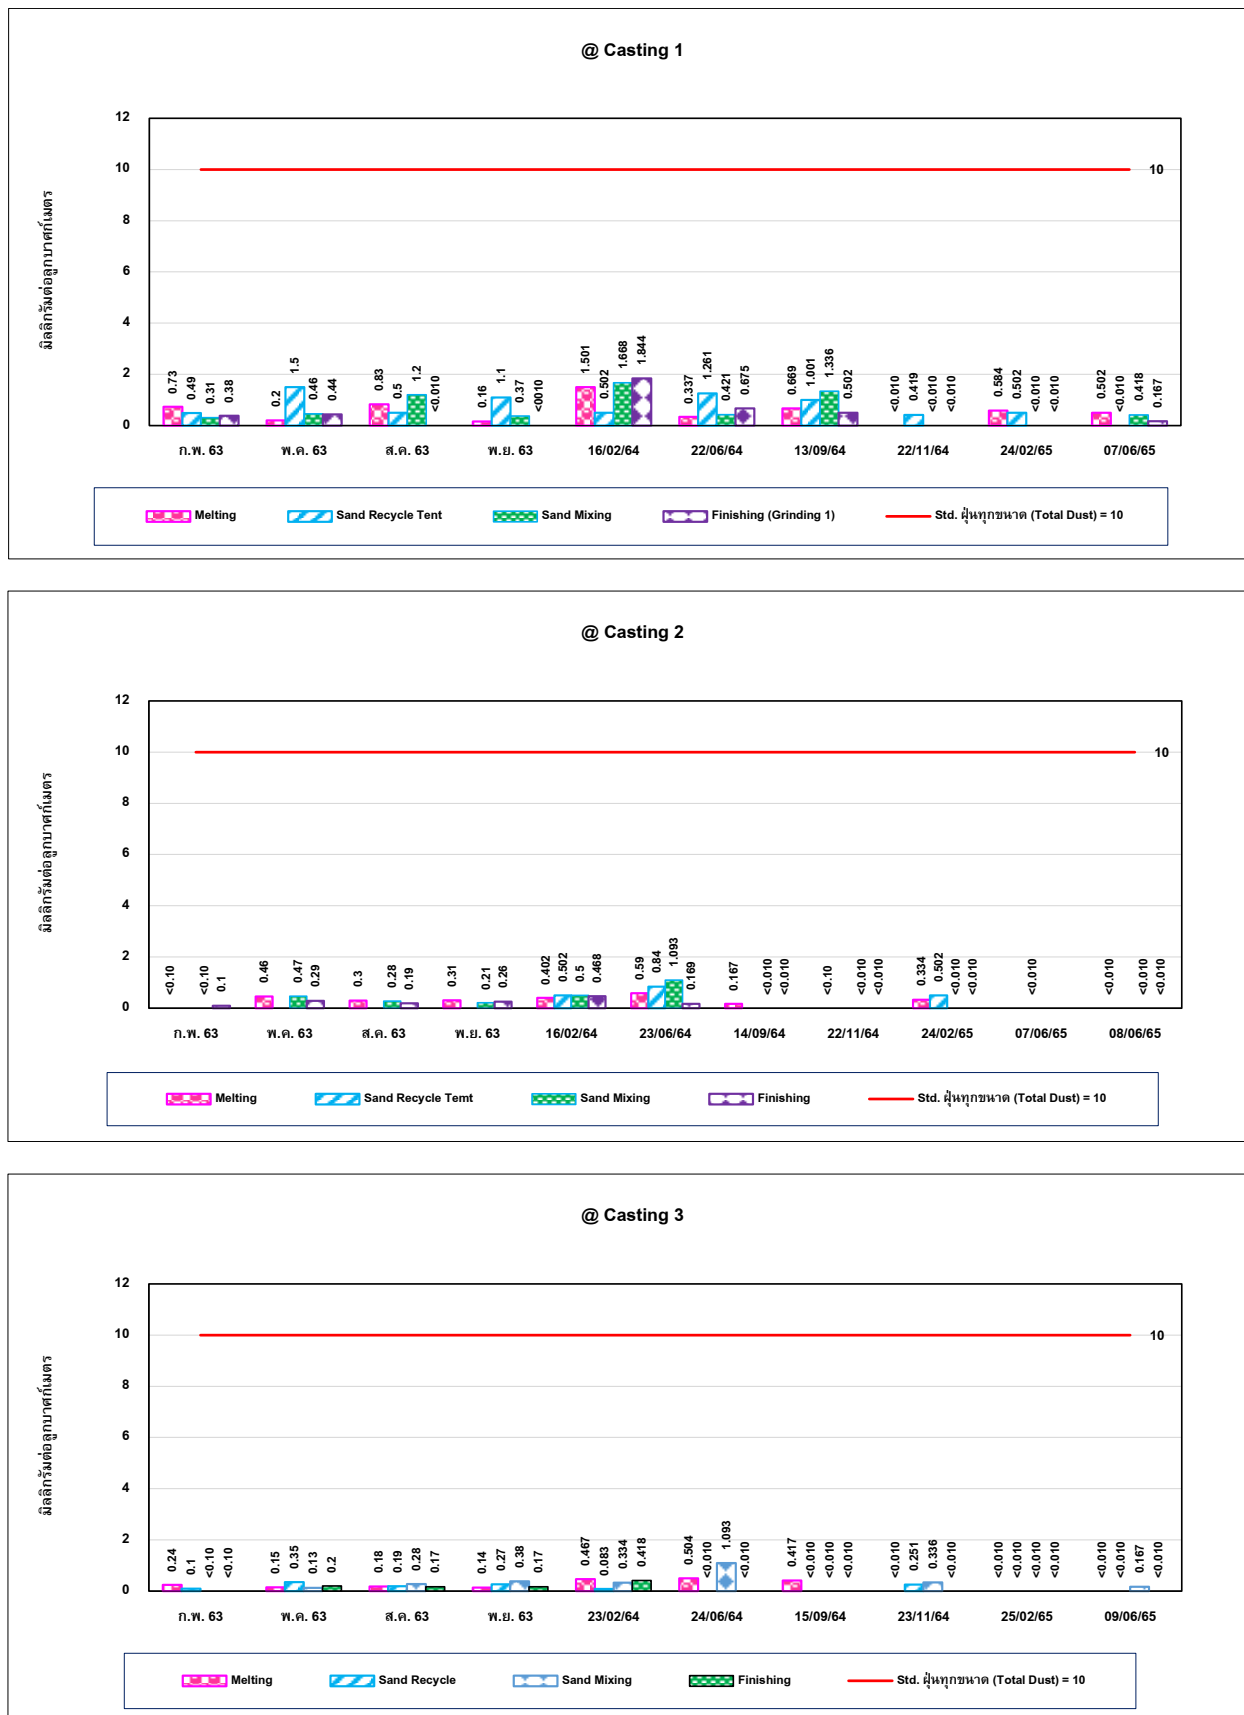 @ Casting 1
มิลลิกรัมต่อลูกบาศก์เมตร
12
10
8
6
4
2
0
10
0.73 0.49 0.31 0.38 0.2 1.5 0.46 0.44 0.83 0.5 1.2 <0.010 0.16 1.1 0.37 <0010 1.501 0.502 1.668 1.844 0.337 1.261 0.421 0.675 0.669 1.001 1.336 0.502 <0.010 0.419 <0.010 <0.010 0.584 0.502 <0.010 <0.010 0.502 <0.010 0.418 0.167
ก.พ. 63 พ.ค. 63 ส.ค. 63 พ.ย. 63 16/02/64 22/06/64 13/09/64 22/11/64 24/02/65 07/06/65
Melting Sand Recycle Tent Sand Mixing Finishing (Grinding 1) Std. ฝุ่นทุกขนาด (Total Dust) = 10
@ Casting 2
มิลลิกรัมต่อลูกบาศก์เมตร
12
10
8
6
4
2
0
10
<0.10 <0.10 0.1 0.46 0.47 0.29 0.3 0.28 0.19 0.31 0.21 0.26 0.402 0.502 0.5 0.468 0.59 0.84 1.093 0.169 0.167 <0.010 <0.010 <0.10 <0.010 <0.010 0.334 0.502 <0.010 <0.010 <0.010 <0.010 <0.010 <0.010
ก.พ. 63 พ.ค. 63 ส.ค. 63 พ.ย. 63 16/02/64 23/06/64 14/09/64 22/11/64 24/02/65 07/06/65 08/06/65
Melting Sand Recycle Temt Sand Mixing Finishing Std. ฝุ่นทุกขนาด (Total Dust) = 10
@ Casting 3
มิลลิกรัมต่อลูกบาศก์เมตร
12
10
8
6
4
2
0
10
0.24 0.1 <0.10 <0.10 0.15 0.35 0.13 0.2 0.18 0.19 0.28 0.17 0.14 0.27 0.38 0.17 0.467 0.083 0.334 0.418 0.504 <0.010 1.093 <0.010 0.417 <0.010 <0.010 <0.010 <0.010 0.251 0.336 <0.010 <0.010 <0.010 <0.010 <0.010 <0.010 <0.010 0.167 <0.010
ก.พ. 63 พ.ค. 63 ส.ค. 63 พ.ย. 63 23/02/64 24/06/64 15/09/64 23/11/64 25/02/65 09/06/65
Melting Sand Recycle Sand Mixing Finishing Std. ฝุ่นทุกขนาด (Total Dust) = 10